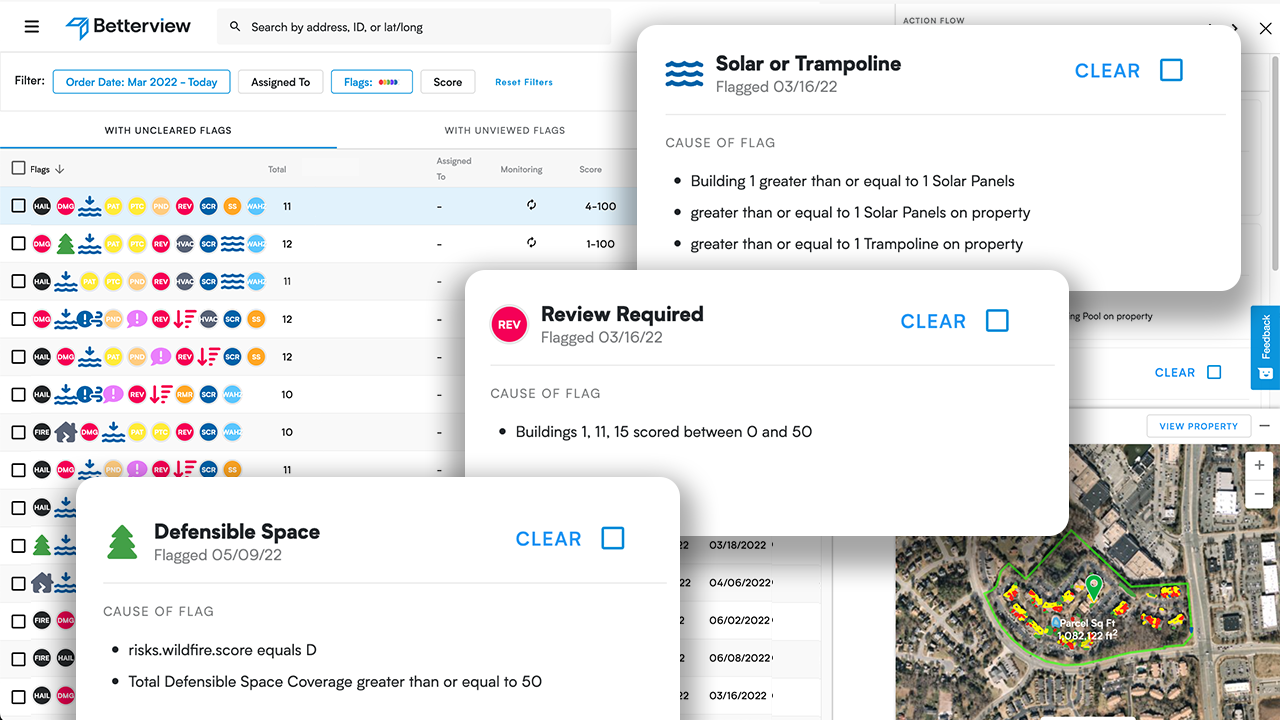 Betterview
Search by address, ID, or lat/long
ACTION FLOW
Filter:
Order Date: Mar 2022 - Today
Assigned To
Flags:
Score
Reset Filters
WITH UNCLEARED FLAGS
WITH UNVIEWED FLAGS
Flags
Total
Assigned To
Monitoring
Score
HAIL DMG PAT PTC PND REV SCR SS WAHZ 11 - 4-100
DMG PAT PTC REV HVAC SCR WAHZ 12 - 1-100
HAIL PAT PTC PND REV HVAC SCR WAHZ 11 -
DMG PND REV HVAC SCR SS 12 -
HAIL DMG PAT PND REV SCR SS 12 -
HAIL REV RMR SCR WAHZ 10 -
FIRE DMG PAT PTC REV SCR WAHZ 10 -
HAIL DMG PND REV SCR SS 11 -
HAIL
03/18/2022
04/06/2022
FIRE DMG
06/02/2022
FIRE HAIL
06/08/2022
HAIL DMG
03/16/2022
Solar or Trampoline
Flagged 03/16/22
CLEAR
CAUSE OF FLAG
• Building 1 greater than or equal to 1 Solar Panels
• greater than or equal to 1 Solar Panels on property
• greater than or equal to 1 Trampoline on property
REV
Review Required
Flagged 03/16/22
CLEAR
CAUSE OF FLAG
• Buildings 1, 11, 15 scored between 0 and 50
Defensible Space
Flagged 05/09/22
CLEAR
CAUSE OF FLAG
• risks.wildfire.score equals D
• Total Defensible Space Coverage greater than or equal to 50
Pool on property
Feedback
CLEAR
VIEW PROPERTY
Parcel Sq Ft
1,082,122 ft²